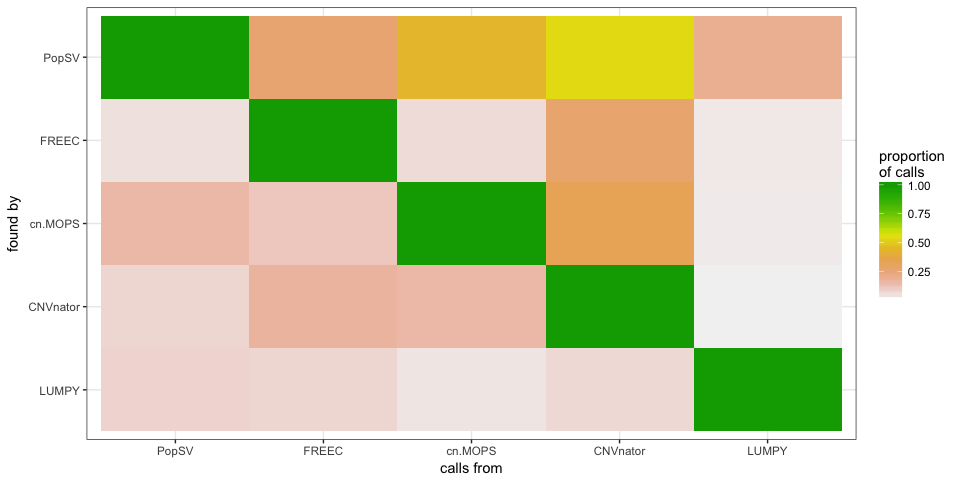 PopSV
FREEC
cn.MOPS
CNVnator
LUMPY
found by
PopSV
FREEC
cn.MOPS
CNVnator
LUMPY
calls from
proportion
of calls
1.00
0.75
0.50
0.25